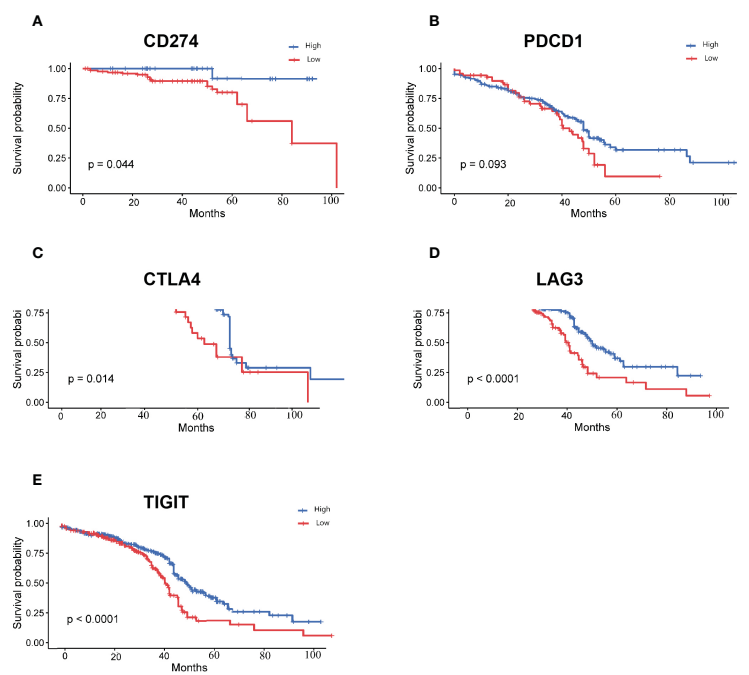 A
CD274
High
Low
1.00
0.75
0.50
0.25
0.00
Survival probability
p = 0.044
0 20 40 60 80 100
Months
B
PDCD1
High
Low
1.00
0.75
0.50
0.25
0.00
Survival probability
p = 0.093
0 20 40 60 80 100
Months
C
CTLA4
0.75
0.50
0.25
0.00
Survival probabi
p = 0.014
0 20 40 60 80 100
Months
D
LAG3
0.75
0.50
0.25
0.00
Survival probabi
p < 0.0001
0 20 40 60 80 100
Months
E
TIGIT
High
Low
1.00
0.75
0.50
0.25
0.00
Survival probability
p < 0.0001
0 20 40 60 80 100
Months